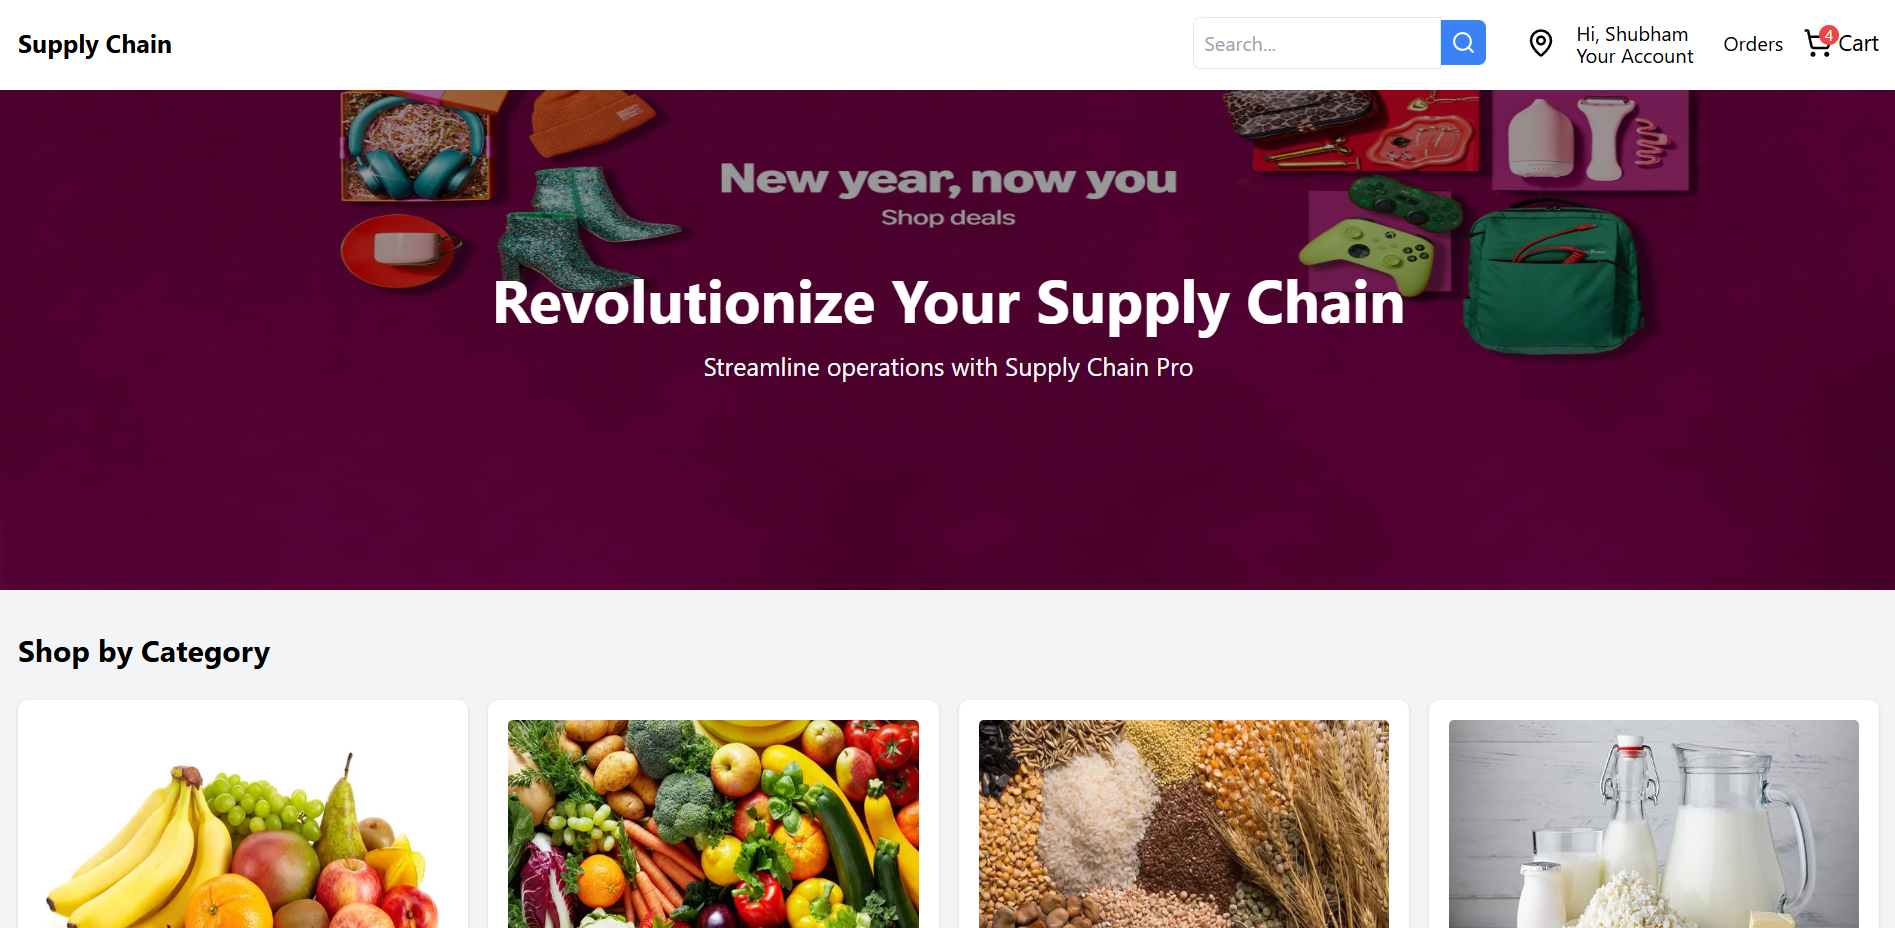 Supply Chain
Search...
Hi, Shubham
Your Account
Orders
4
Cart
New year, now you
Shop deals
Revolutionize Your Supply Chain
Streamline operations with Supply Chain Pro
Shop by Category